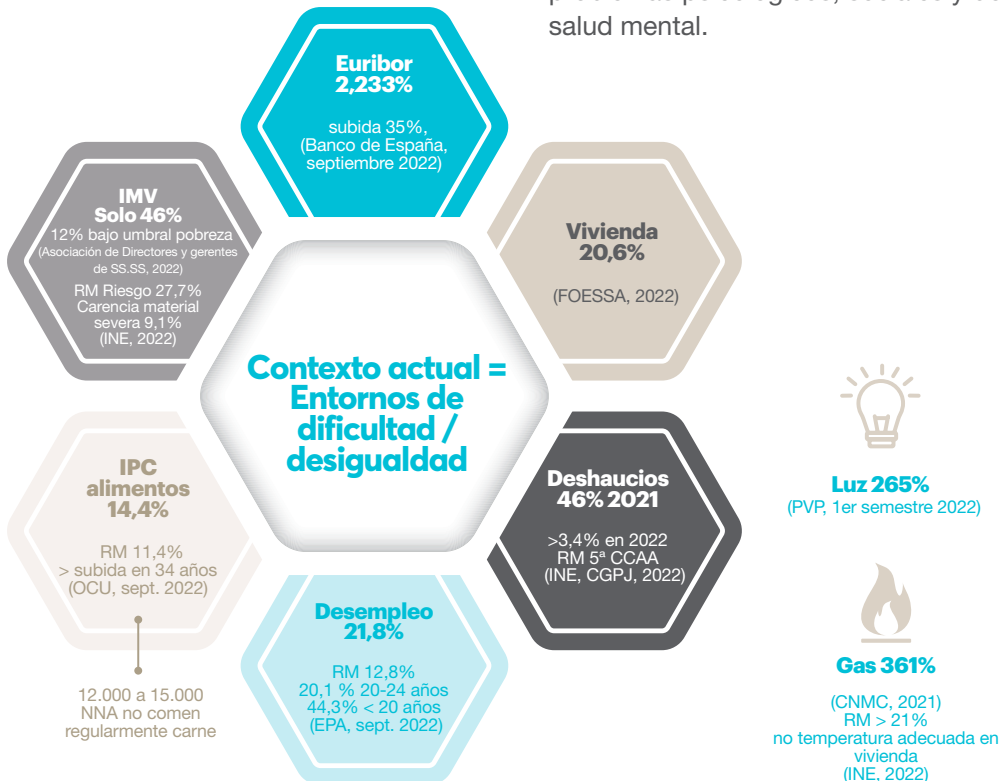 salud mental.
Euribor
2,233%
subida 35%,
(Banco de España,
septiembre 2022)
IMV
Solo 46%
12% bajo umbral pobreza
(Asociación de Directores y gerentes
de SS.SS, 2022)
RM Riesgo 27,7%
Carencia material
severa 9,1%
(INE, 2022)
Vivienda
20,6%
(FOESSA, 2022)
Contexto actual =
Entornos de
dificultad /
desigualdad
IPC
alimentos
14,4%
RM 11,4%
> subida en 34 años
(OCU, sept. 2022)
12.000 a 15.000
NNA no comen
regularmente carne
Deshaucios
46% 2021
>3,4% en 2022
RM 5ª CCAA
(INE, CGPJ, 2022)
Desempleo
21,8%
RM 12,8%
20,1 % 20-24 años
44,3% < 20 años
(EPA, sept. 2022)
Luz 265%
(PVP, 1er semestre 2022)
Gas 361%
(CNMC, 2021)
RM > 21%
no temperatura adecuada en
vivienda
(INE, 2022)